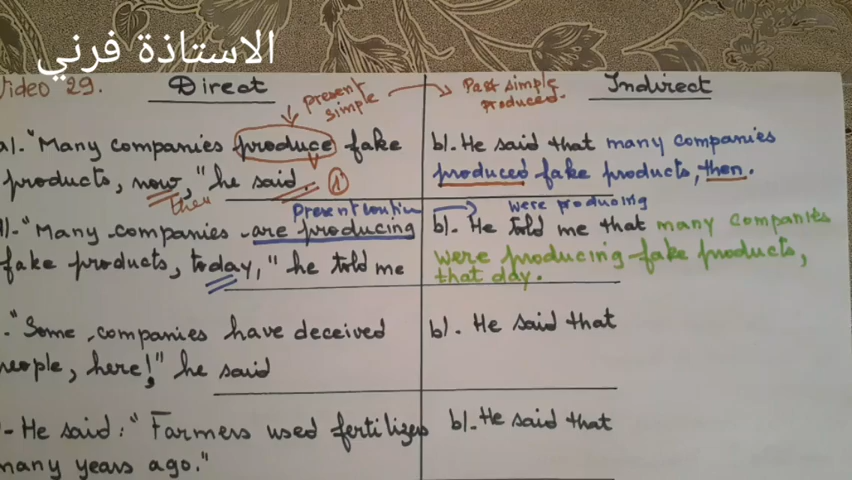 الاستاذة فرني
Video 29.
Direct
Indirect
present simple
Past simple produced.
a). "Many companies produce fake
products, now," he said. 1
then
b). He said that many companies
produced fake products, then.
Present continu
were producing
). "Many companies are producing
fake products, today," he told me
b). He told me that many companies
were producing fake products,
that day.
. "Some companies have deceived
people, here!," he said
b). He said that
- He said: "Farmers used fertilizers
many years ago."
b). He said that